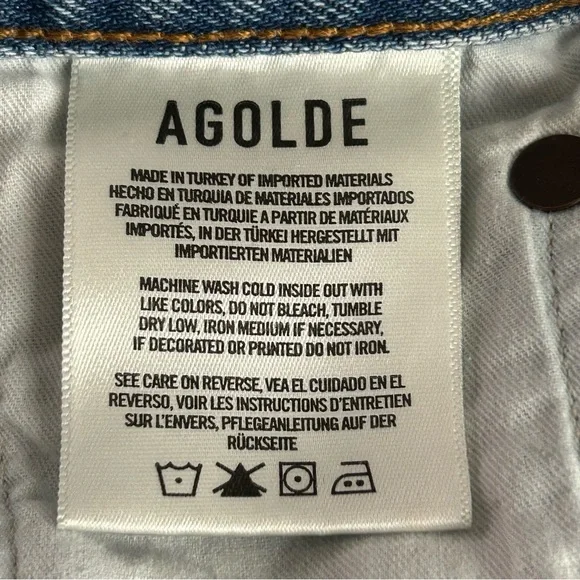 AGOLDE
MADE IN TURKEY OF IMPORTED MATERIALS
HECHO EN TURQUIA DE MATERIALES IMPORTADOS
FABRIQUÉ EN TURQUIE A PARTIR DE MATÉRIAUX
IMPORTÉS, IN DER TÜRKEI HERGESTELLT MIT
IMPORTIERTEN MATERIALIEN
MACHINE WASH COLD INSIDE OUT WITH
LIKE COLORS, DO NOT BLEACH, TUMBLE
DRY LOW, IRON MEDIUM IF NECESSARY,
IF DECORATED OR PRINTED DO NOT IRON.
SEE CARE ON REVERSE, VEA EL CUIDADO EN EL
REVERSO, VOIR LES INSTRUCTIONS D'ENTRETIEN
SUR L'ENVERS, PFLEGEANLEITUNG AUF DER
RÜCKSEITE